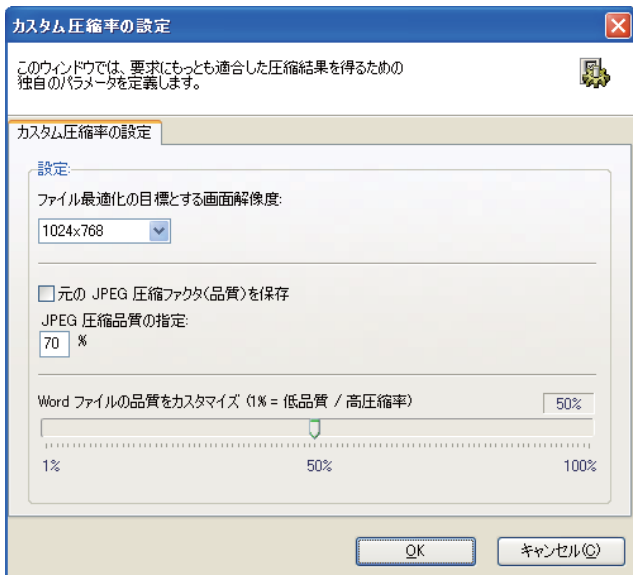 カスタム圧縮率の設定
このウィンドウでは、要求にもっとも適合した圧縮結果を得るための
独自のパラメータを定義します。
カスタム圧縮率の設定
設定:
ファイル最適化の目標とする画面解像度:
1024x768
元の JPEG 圧縮ファクタ(品質)を保存
JPEG 圧縮品質の指定:
70 %
Word ファイルの品質をカスタマイズ (1% = 低品質 / 高圧縮率) 50%
1% 50% 100%
OK キャンセル(C)